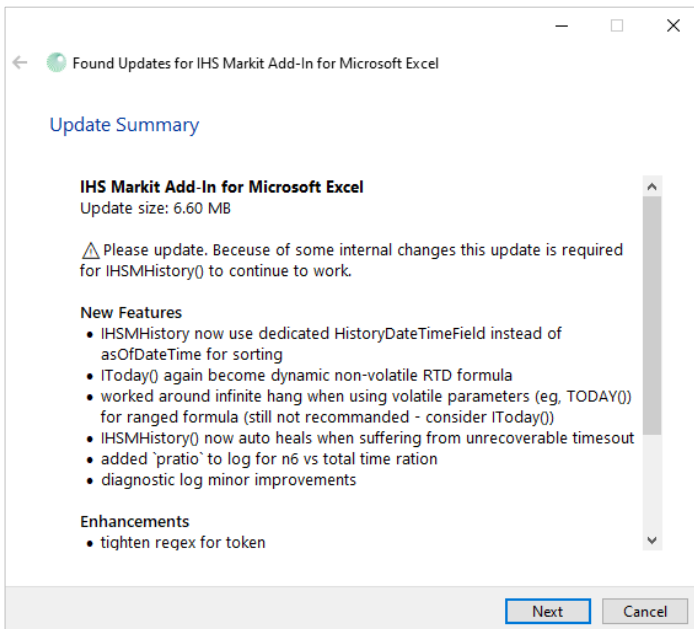 Found Updates for IHS Markit Add-In for Microsoft Excel
Update Summary
IHS Markit Add-In for Microsoft Excel
Update size: 6.60 MB
Please update. Beceuse of some internal changes this update is required
for IHSMHistory() to continue to work.
New Features
• IHSMHistory now use dedicated HistoryDateTimeField instead of
asOfDateTime for sorting
• IToday() again become dynamic non-volatile RTD formula
• worked around infinite hang when using volatile parameters (eg, TODAY())
for ranged formula (still not recommanded - consider IToday())
• IHSMHistory() now auto heals when suffering from unrecoverable timesout
• added `pratio` to log for n6 vs total time ration
• diagnostic log minor improvements
Enhancements
• tighten regex for token
Next
Cancel